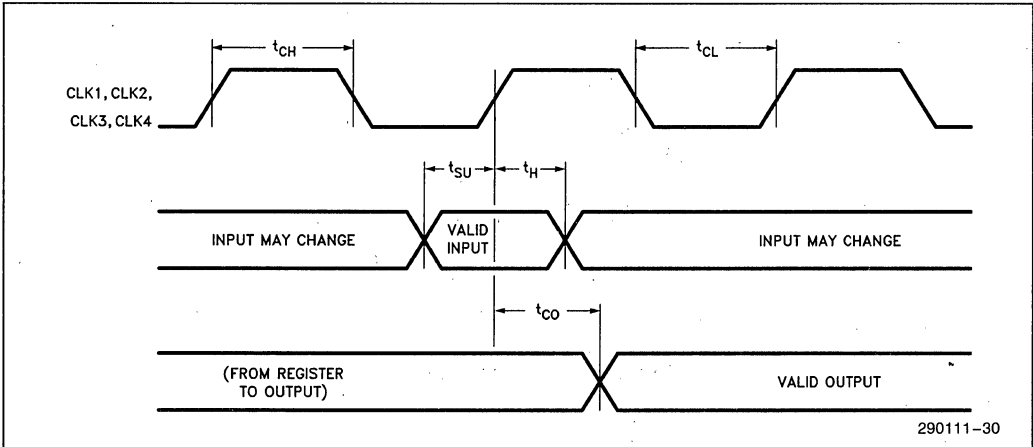 tCH
tCL
CLK1, CLK2,
CLK3, CLK4
tSU
tH
INPUT MAY CHANGE
VALID
INPUT
INPUT MAY CHANGE
tCO
(FROM REGISTER
TO OUTPUT)
VALID OUTPUT
290111-30